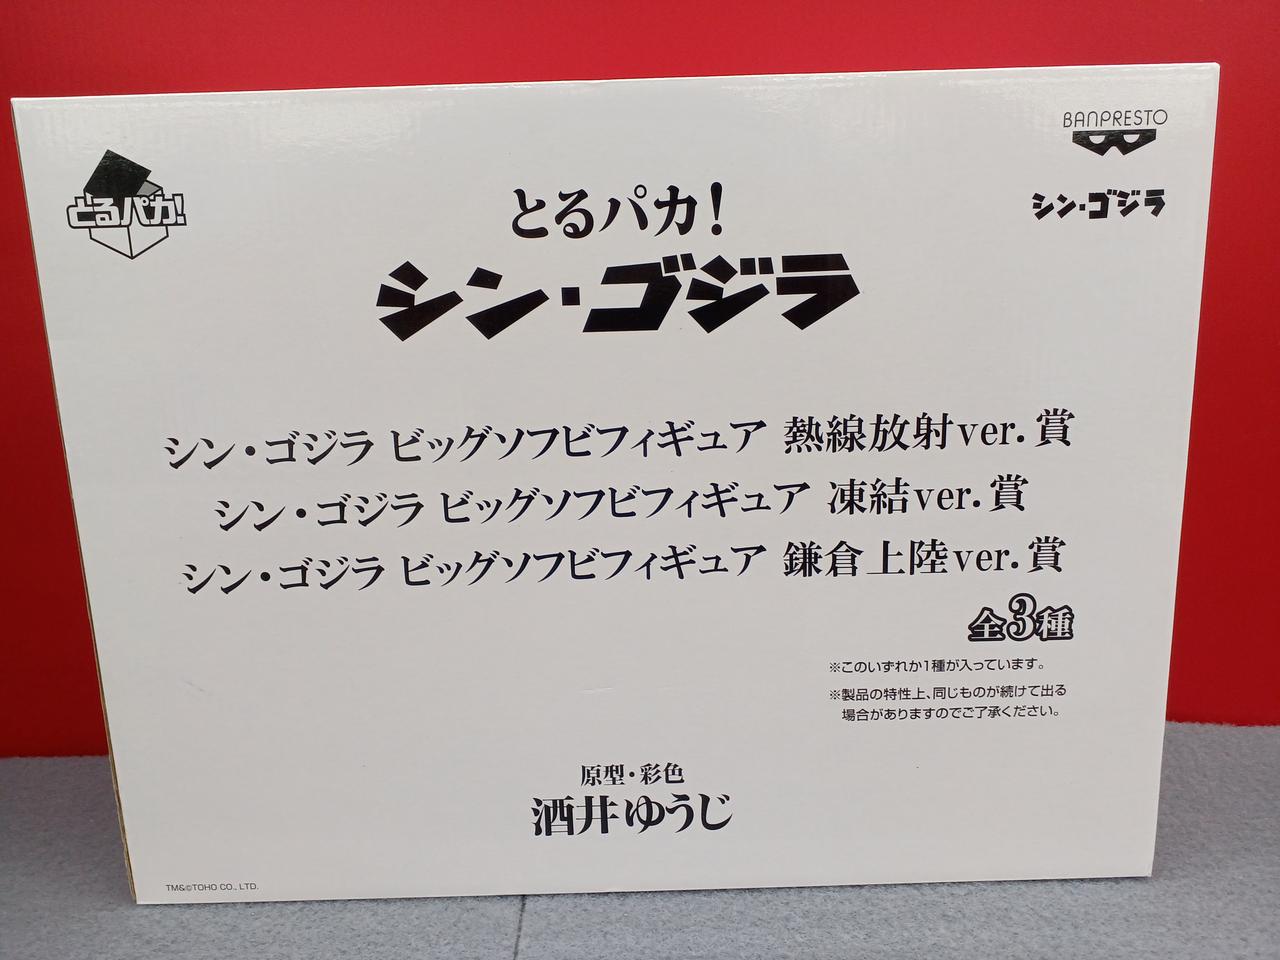 BANPRESTO
とるパカ!
シン・ゴジラ
とるパカ!
シン・ゴジラ
シン・ゴジラ ビッグソフビフィギュア 熱線放射ver.賞
シン・ゴジラ ビッグソフビフィギュア 凍結ver.賞
シン・ゴジラ ビッグソフビフィギュア 鎌倉上陸ver.賞
全3種
※このいずれか1種が入っています。
※製品の特性上、同じものが続けて出る
場合がありますのでご了承ください。
原型・彩色
酒井ゆうじ
TM&©TOHO CO., LTD.